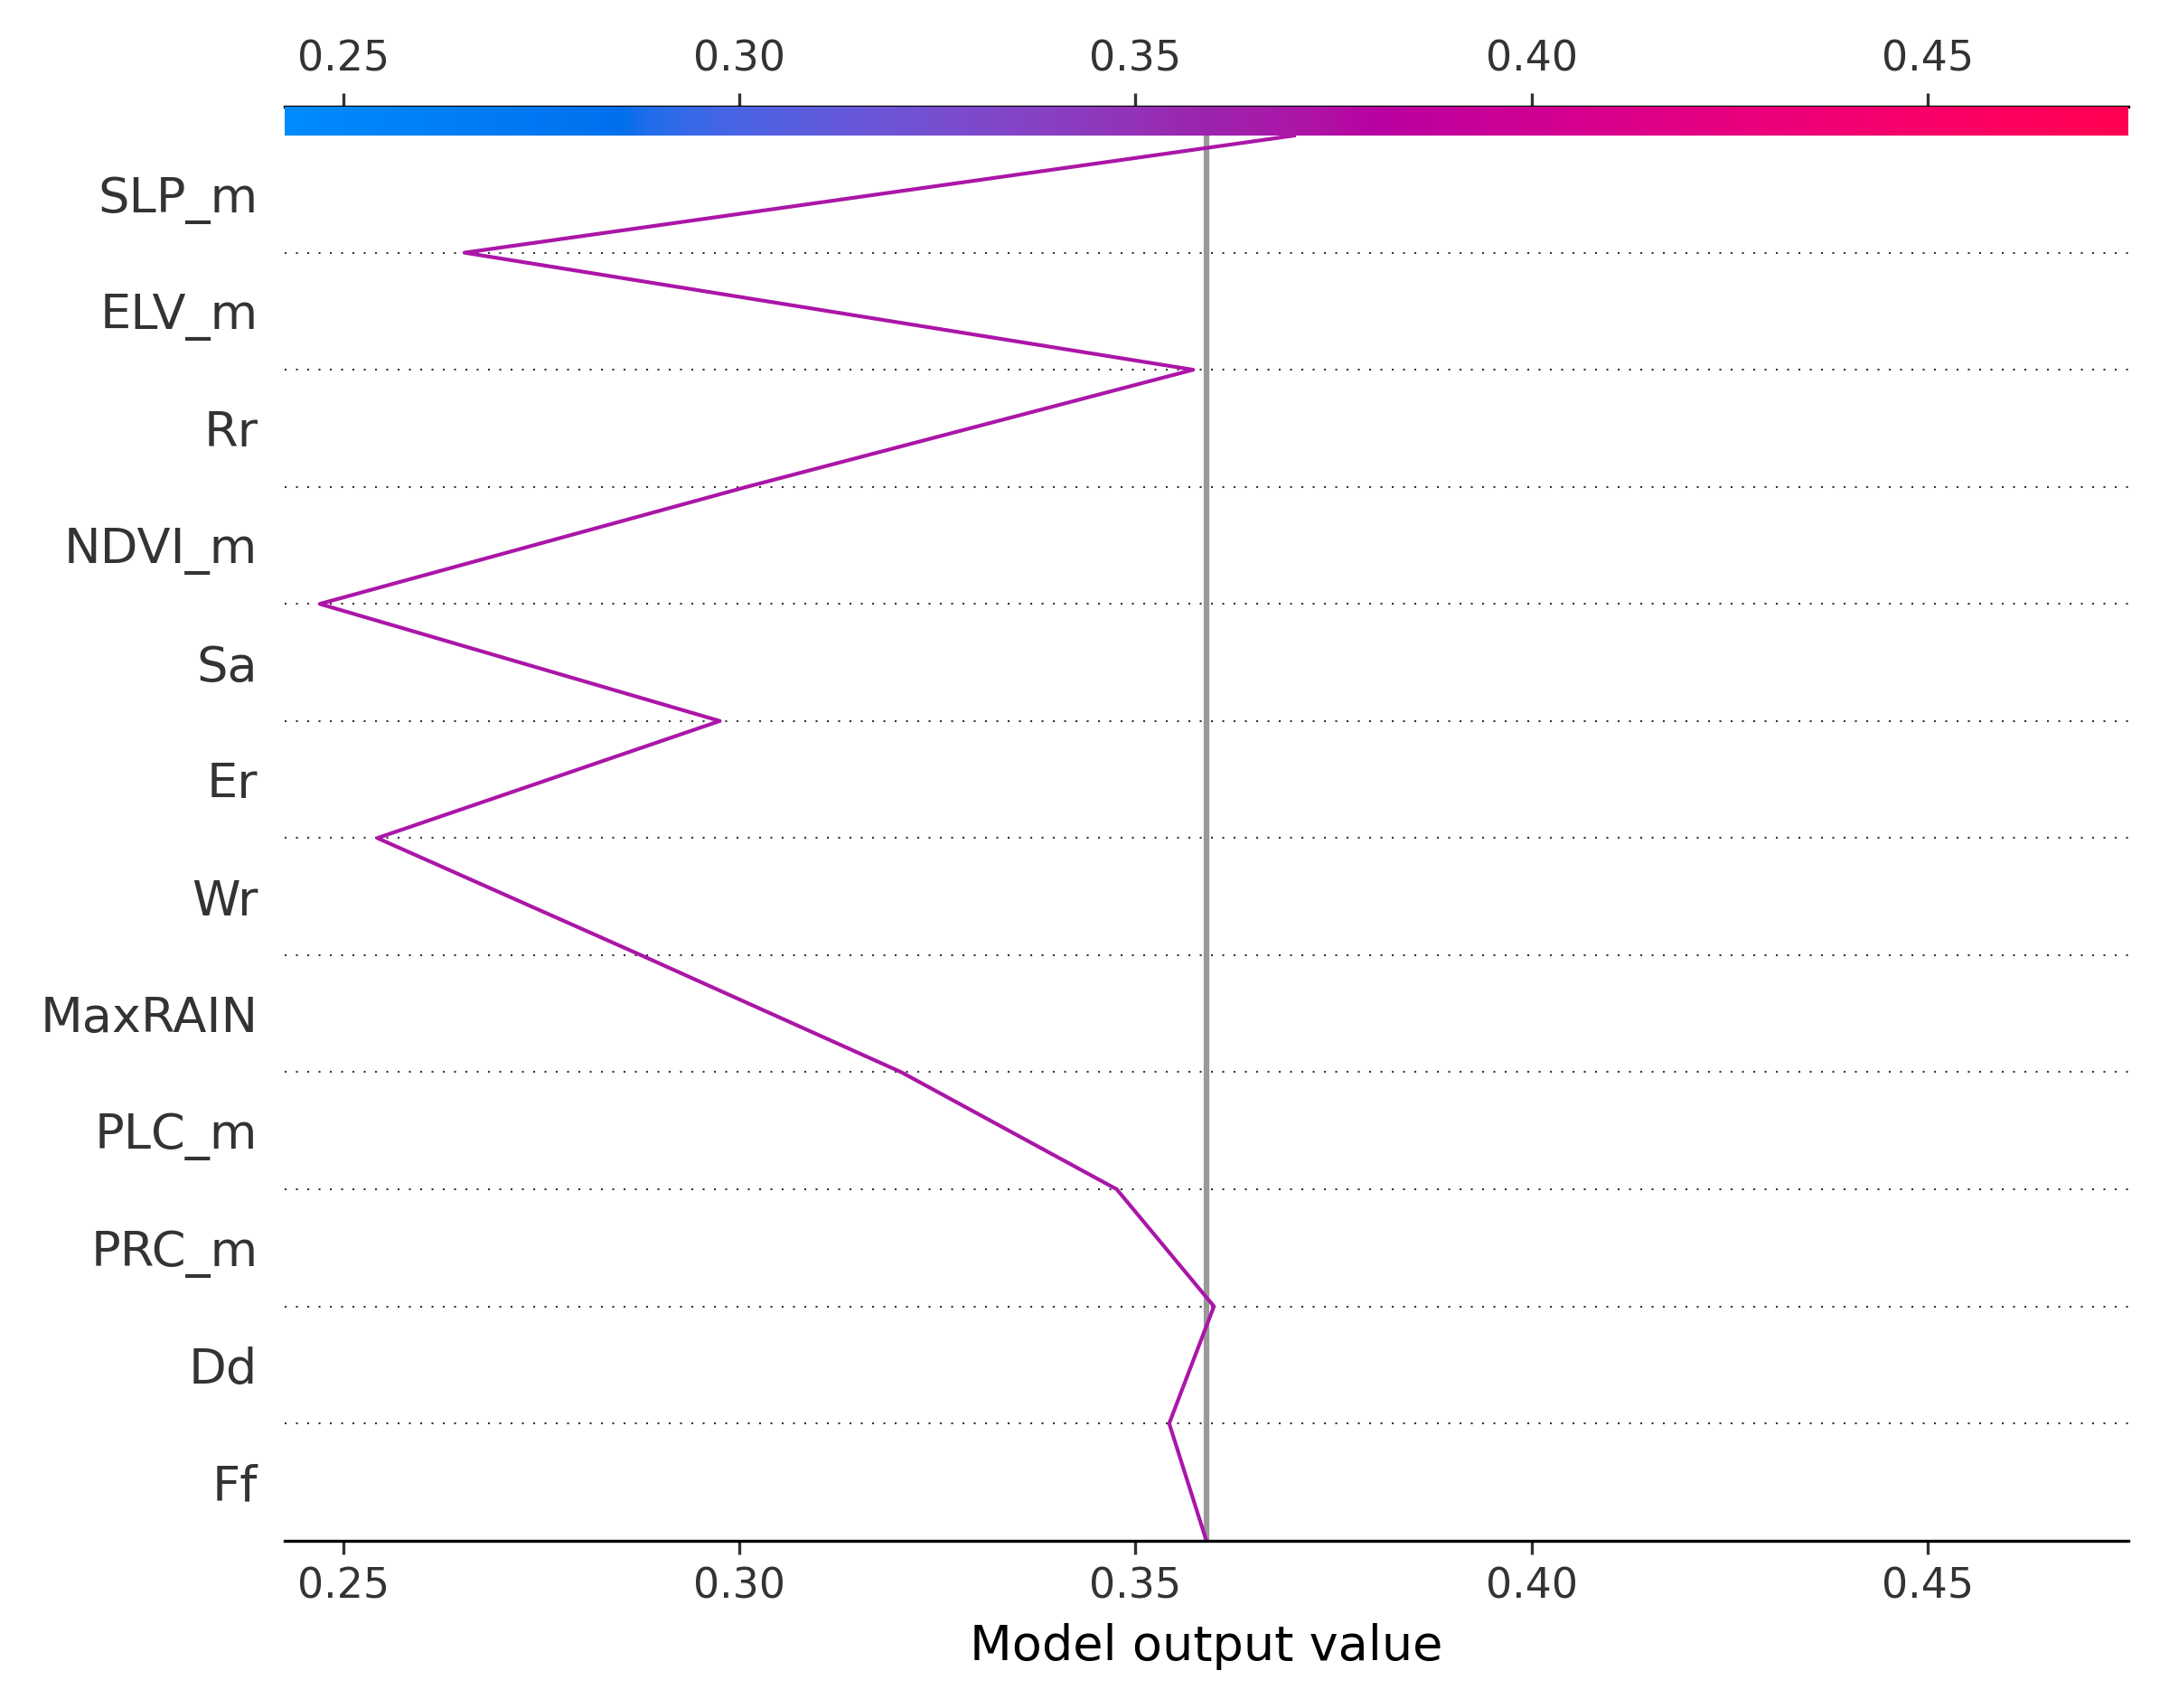 0.25 0.30 0.35 0.40 0.45
SLP_m
ELV_m
Rr
NDVI_m
Sa
Er
Wr
MaxRAIN
PLC_m
PRC_m
Dd
Ff
0.25 0.30 0.35 0.40 0.45
Model output value